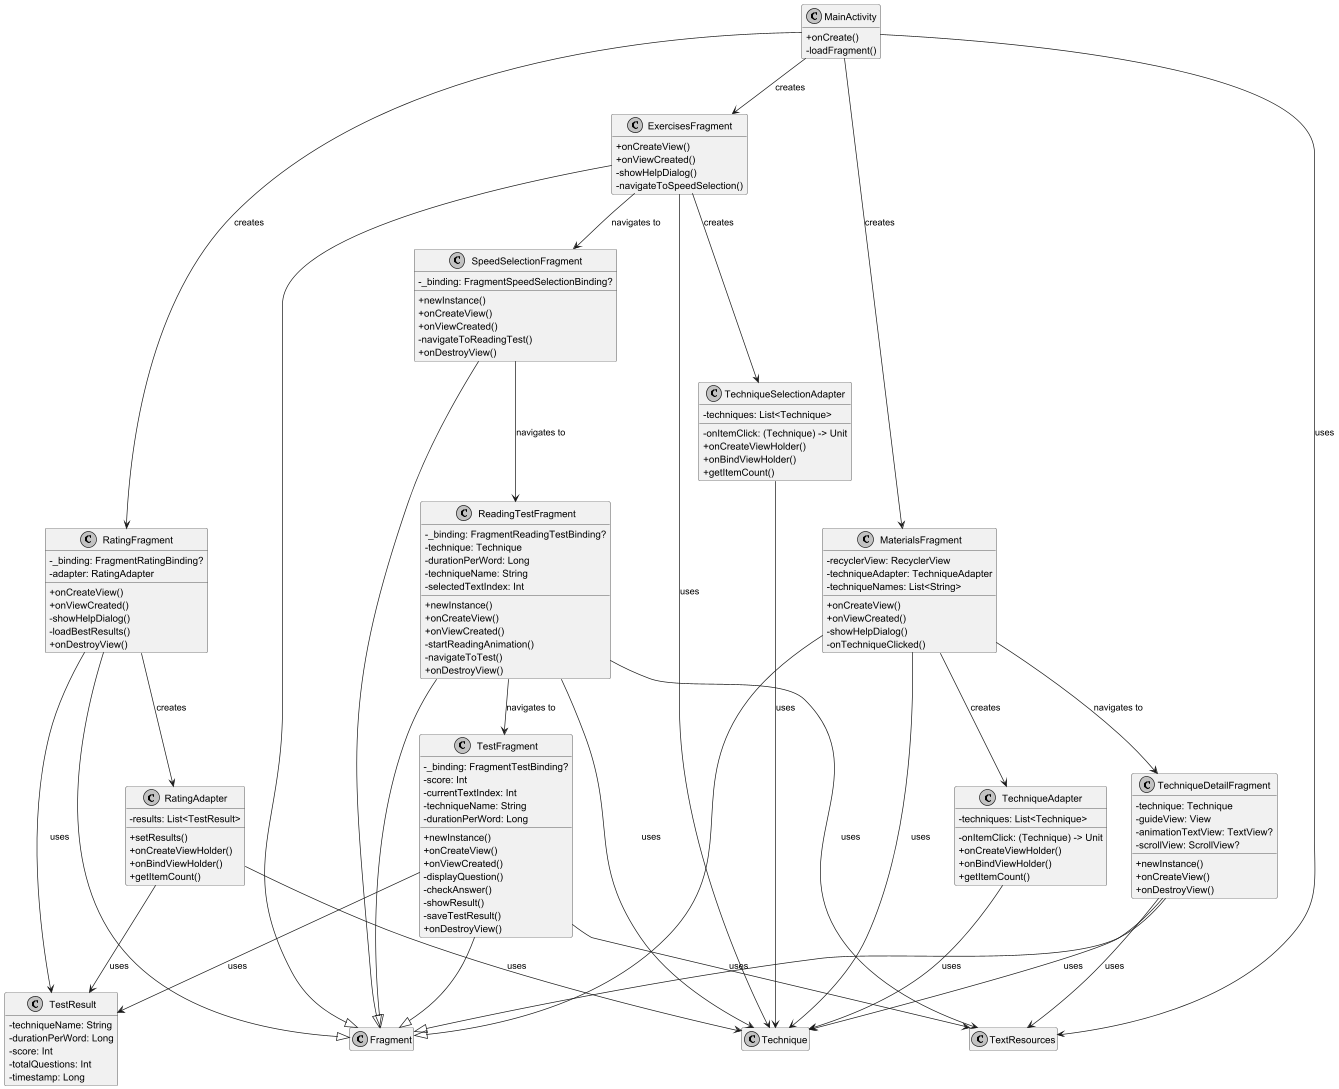 C MainActivity
+onCreate()
-loadFragment()
creates
creates
creates
uses
C ExercisesFragment
+onCreateView()
+onViewCreated()
-showHelpDialog()
-navigateToSpeedSelection()
navigates to
creates
uses
C SpeedSelectionFragment
-_binding: FragmentSpeedSelectionBinding?
+newInstance()
+onCreateView()
+onViewCreated()
-navigateToReadingTest()
+onDestroyView()
navigates to
C TechniqueSelectionAdapter
-techniques: List<Technique>
-onItemClick: (Technique) -> Unit
+onCreateViewHolder()
+onBindViewHolder()
+getItemCount()
uses
C RatingFragment
-_binding: FragmentRatingBinding?
-adapter: RatingAdapter
+onCreateView()
+onViewCreated()
-showHelpDialog()
-loadBestResults()
+onDestroyView()
creates
uses
C ReadingTestFragment
-_binding: FragmentReadingTestBinding?
-technique: Technique
-durationPerWord: Long
-techniqueName: String
-selectedTextIndex: Int
+newInstance()
+onCreateView()
+onViewCreated()
-startReadingAnimation()
-navigateToTest()
+onDestroyView()
navigates to
uses
uses
C MaterialsFragment
-recyclerView: RecyclerView
-techniqueAdapter: TechniqueAdapter
-techniqueNames: List<String>
+onCreateView()
+onViewCreated()
-showHelpDialog()
-onTechniqueClicked()
uses
creates
navigates to
C RatingAdapter
-results: List<TestResult>
+setResults()
+onCreateViewHolder()
+onBindViewHolder()
+getItemCount()
uses
uses
C TestFragment
-_binding: FragmentTestBinding?
-score: Int
-currentTextIndex: Int
-techniqueName: String
-durationPerWord: Long
+newInstance()
+onCreateView()
+onViewCreated()
-displayQuestion()
-checkAnswer()
-showResult()
-saveTestResult()
+onDestroyView()
uses
uses
C TechniqueAdapter
-techniques: List<Technique>
-onItemClick: (Technique) -> Unit
+onCreateViewHolder()
+onBindViewHolder()
+getItemCount()
uses
C TechniqueDetailFragment
-technique: Technique
-guideView: View
-animationTextView: TextView?
-scrollView: ScrollView?
+newInstance()
+onCreateView()
+onDestroyView()
uses
uses
C TestResult
-techniqueName: String
-durationPerWord: Long
-score: Int
-totalQuestions: Int
-timestamp: Long
C Fragment
C Technique
C TextResources